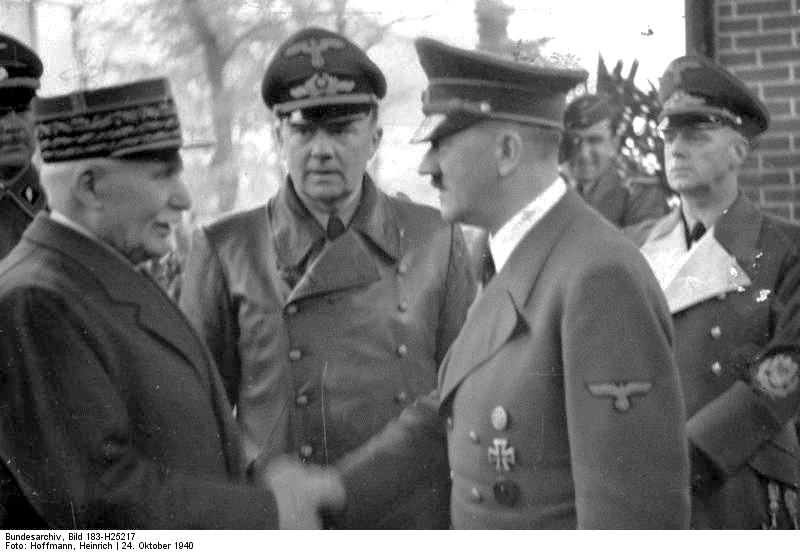 Bundesarchiv, Bild 183-H25217
Foto: Hoffmann, Heinrich | 24. Oktober 1940